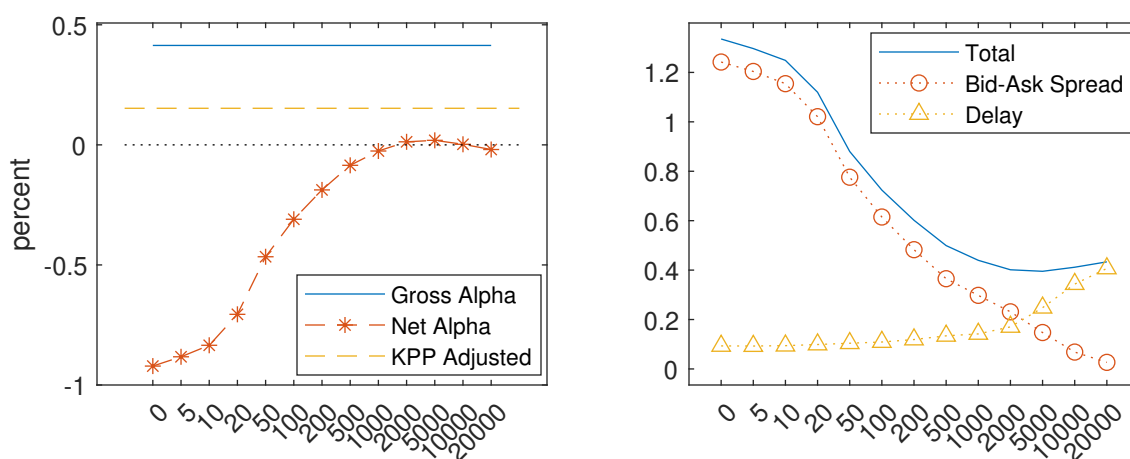 0.5
0
-0.5
-1
percent
Gross Alpha
Net Alpha
KPP Adjusted
0 5 10 20 50 100 200 500 1000 2000 5000 10000 20000
1.2
1
0.8
0.6
0.4
0.2
0
Total
Bid-Ask Spread
Delay
0 5 10 20 50 100 200 500 1000 2000 5000 10000 20000